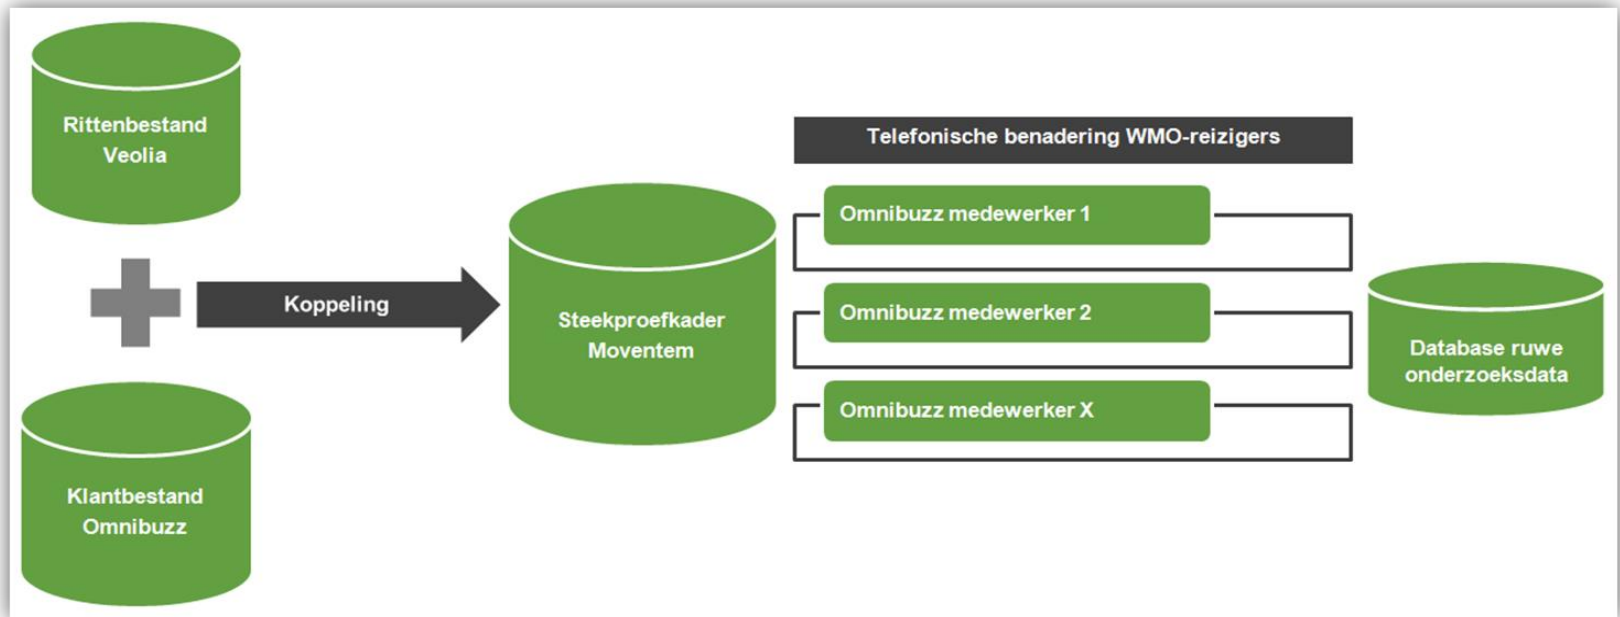 Rittenbestand
Veolia
Koppeling
Klantbestand
Omnibuzz
Steekproefkader
Moventem
Telefonische benadering WMO-reizigers
Omnibuzz medewerker 1
Omnibuzz medewerker 2
Omnibuzz medewerker X
Database ruwe
onderzoeksdata